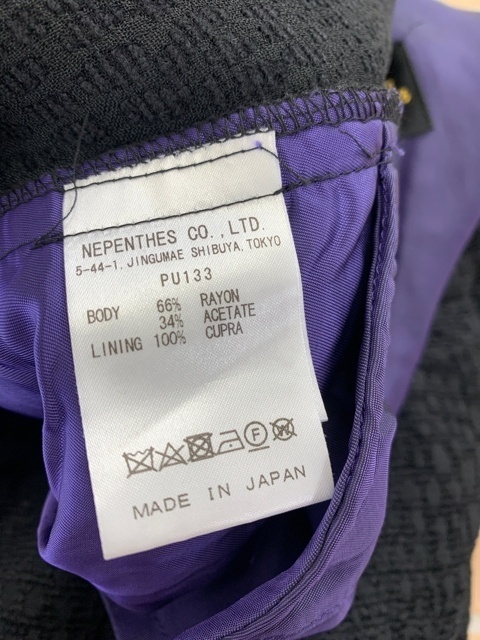 NEPENTHES CO.,LTD.
5-44-1, JINGUMAE SHIBUYA, TOKYO
PU133
BODY 66% RAYON
34% ACETATE
LINING 100% CUPRA
F W
MADE IN JAPAN